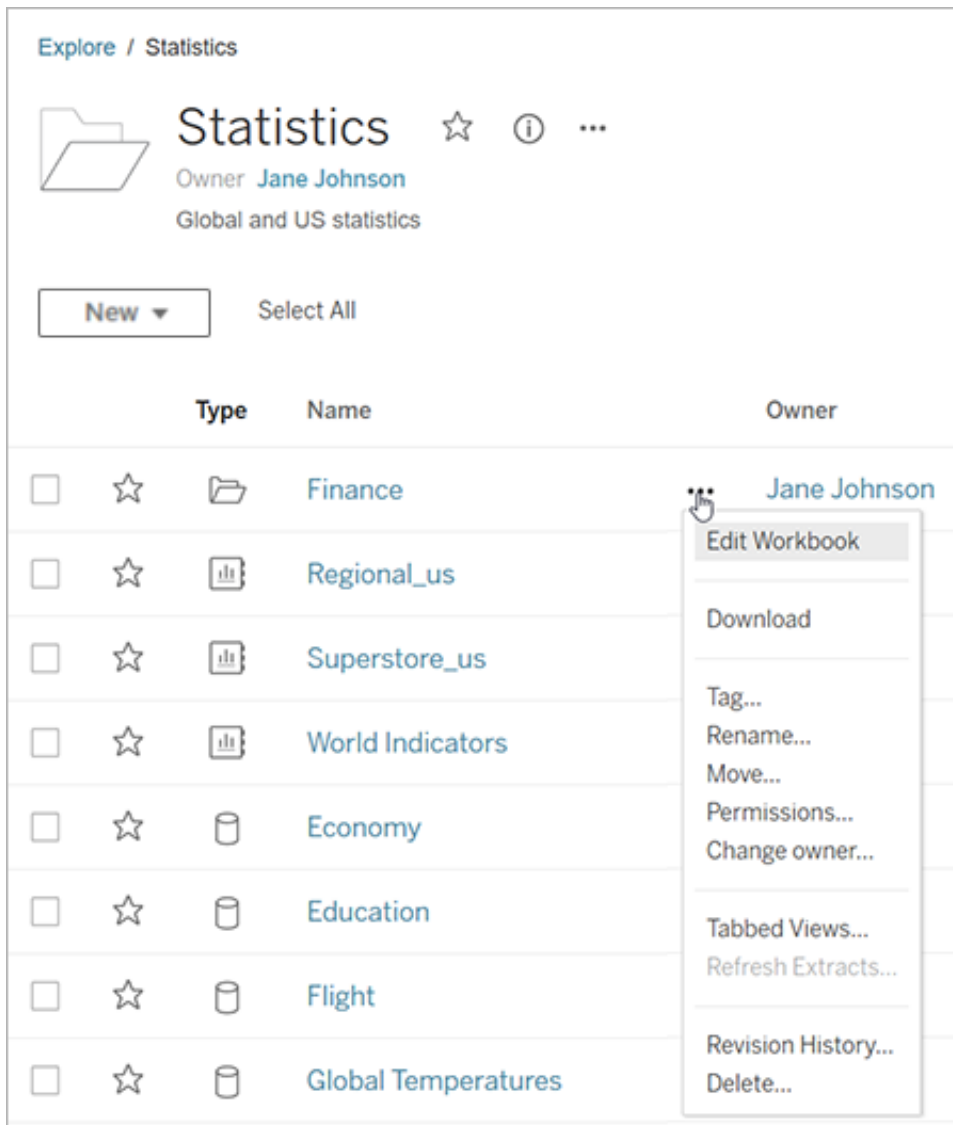 Explore / Statistics
Statistics
Owner Jane Johnson
Global and US statistics
New Select All
Type Name Owner
Finance Jane Johnson
Edit Workbook
Regional_us
Download
Superstore_us
Tag...
Rename...
World Indicators
Move...
Permissions...
Economy
Change owner...
Education
Tabbed Views...
Refresh Extracts...
Flight
Revision History...
Global Temperatures
Delete...